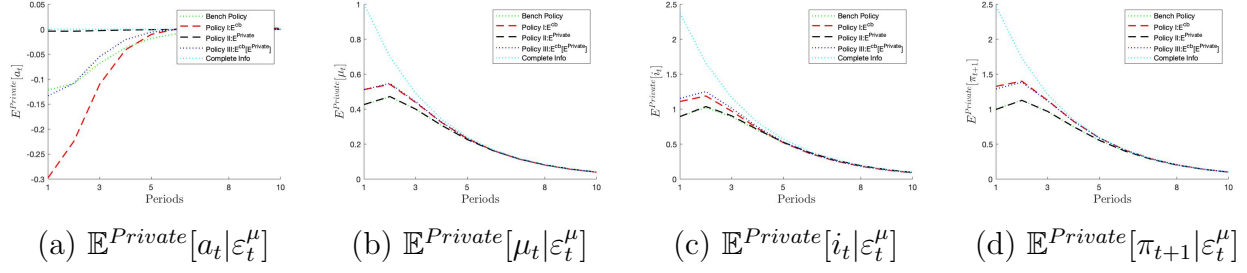 E^{Private}[a_t]
0.05
0
-0.05
-0.1
-0.15
-0.2
-0.25
-0.3
1 3 5 8 10
Periods
Bench Policy
Policy I:E^{cb}
Policy II:E^{Private}
Policy III:E^{cb}[E^{Private}]
Complete Info
(a) 𝔼^{Private}[a_t|ε_t^μ]
E^{Private}[μ_t]
1
0.8
0.6
0.4
0.2
0
1 3 5 8 10
Periods
Bench Policy
Policy I:E^{cb}
Policy II:E^{Private}
Policy III:E^{cb}[E^{Private}]
Complete Info
(b) 𝔼^{Private}[μ_t|ε_t^μ]
E^{Private}[i_t]
2.5
2
1.5
1
0.5
0
1 3 5 8 10
Periods
Bench Policy
Policy I:E^{cb}
Policy II:E^{Private}
Policy III:E^{cb}[E^{Private}]
Complete Info
(c) 𝔼^{Private}[i_t|ε_t^μ]
E^{Private}[π_{t+1}]
2.5
2
1.5
1
0.5
0
1 3 5 8 10
Periods
Bench Policy
Policy I:E^{cb}
Policy II:E^{Private}
Policy III:E^{cb}[E^{Private}]
Complete Info
(d) 𝔼^{Private}[π_{t+1}|ε_t^μ]